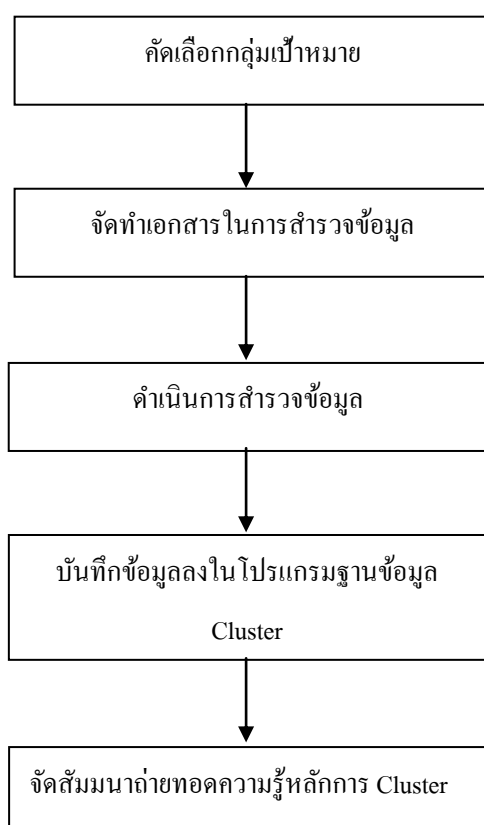 คัดเลือกกลุ่มเป้าหมาย
จัดทำเอกสารในการสำรวจข้อมูล
ดำเนินการสำรวจข้อมูล
บันทึกข้อมูลลงในโปรแกรมฐานข้อมูล
Cluster
จัดสัมมนาถ่ายทอดความรู้หลักการ Cluster